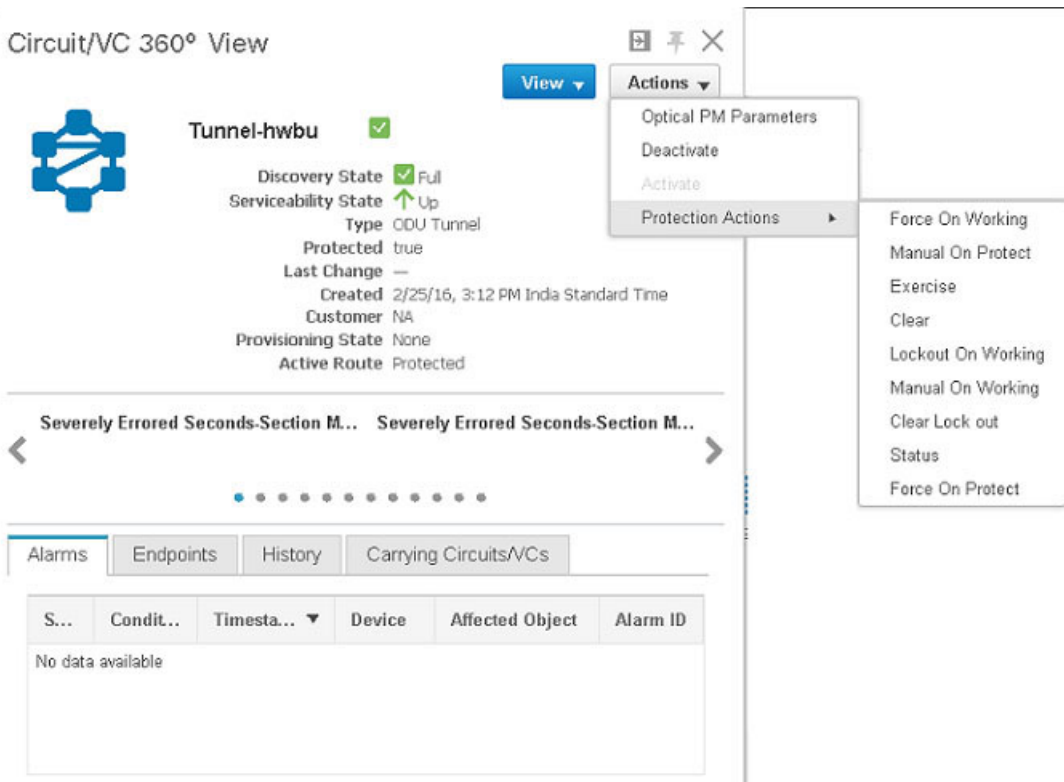 Circuit/VC 360° View
View
Actions
Optical PM Parameters
Deactivate
Activate
Protection Actions
Force On Working
Manual On Protect
Exercise
Clear
Lockout On Working
Manual On Working
Clear Lock out
Status
Force On Protect
Tunnel-hwbu
Discovery State Full
Serviceability State Up
Type ODU Tunnel
Protected true
Last Change —
Created 2/25/16, 3:12 PM India Standard Time
Customer NA
Provisioning State None
Active Route Protected
Severely Errored Seconds-Section M... Severely Errored Seconds-Section M...
Alarms Endpoints History Carrying Circuits/VCs
S... Condit... Timesta... Device Affected Object Alarm ID
No data available